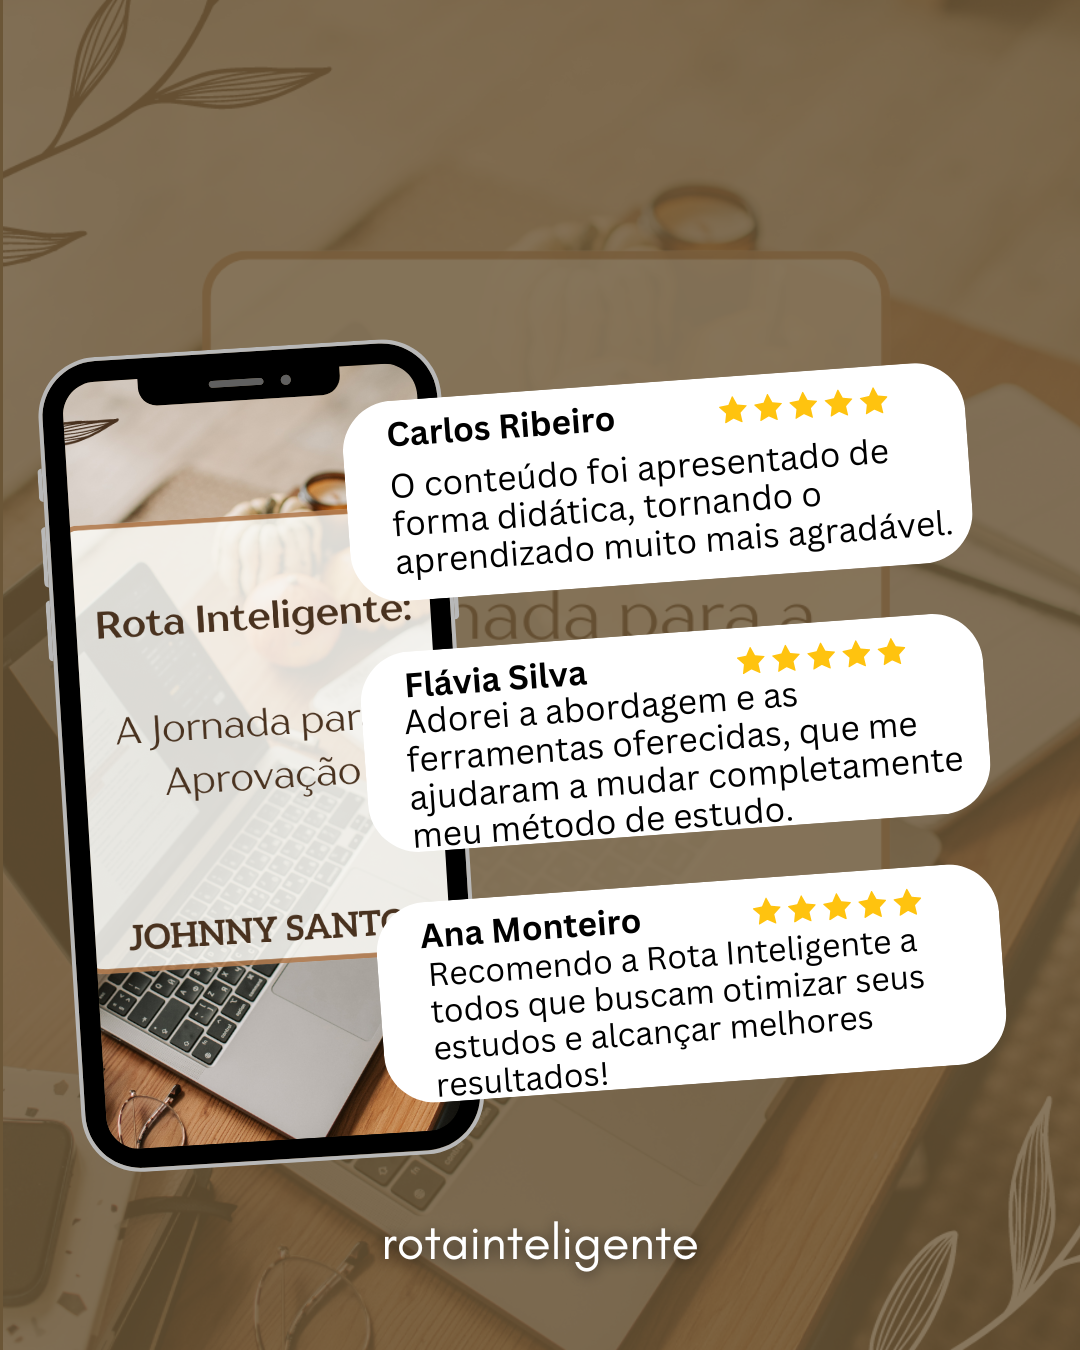 Carlos Ribeiro
O conteúdo foi apresentado de
forma didática, tornando o
aprendizado muito mais agradável.
Rota Inteligente:
nada para a
Flávia Silva
Adorei a abordagem e as
ferramentas oferecidas, que me
ajudaram a mudar completamente
meu método de estudo.
A Jornada par
Aprovação
JOHNNY SANTO
Ana Monteiro
Recomendo a Rota Inteligente a
todos que buscam otimizar seus
estudos e alcançar melhores
resultados!
rotainteligente